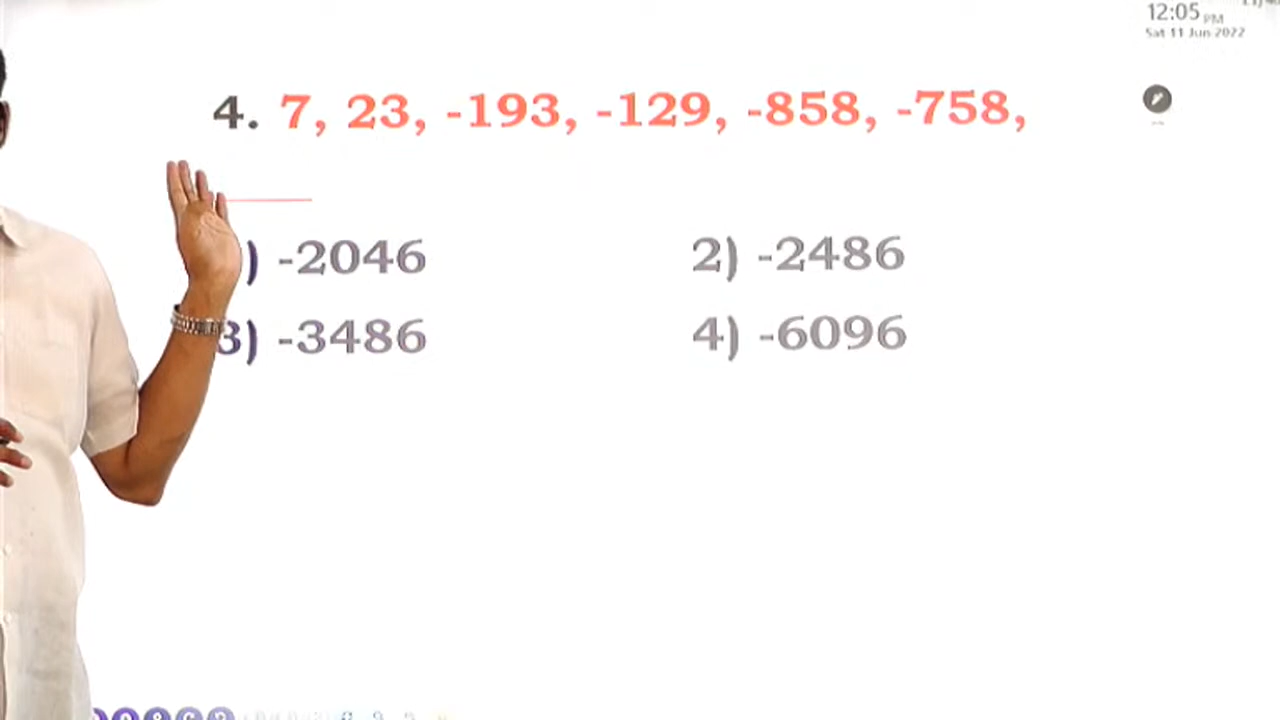 12:05 PM
Sat 11 Jun 2022
4. 7, 23, -193, -129, -858, -758,
) -2046
2) -2486
3) -3486
4) -6096